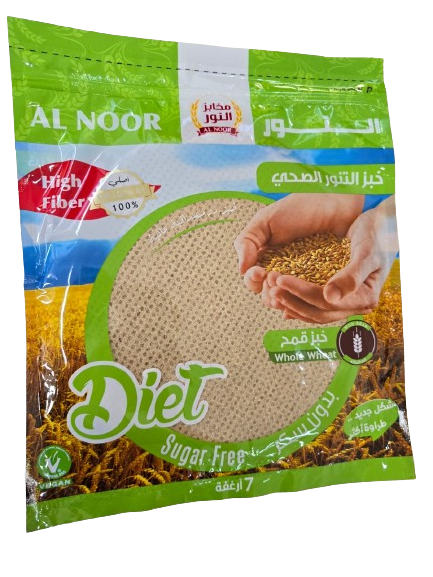 AL NOOR
مخابز
النور
AL NOOR
النور
خبز التنور الصحي
High
Fiber
أصلي
100%
خبز قمح
Whole Wheat
Diet
بدون سكر
Sugar Free
شكل جديد
VEGAN
7 أرغفة